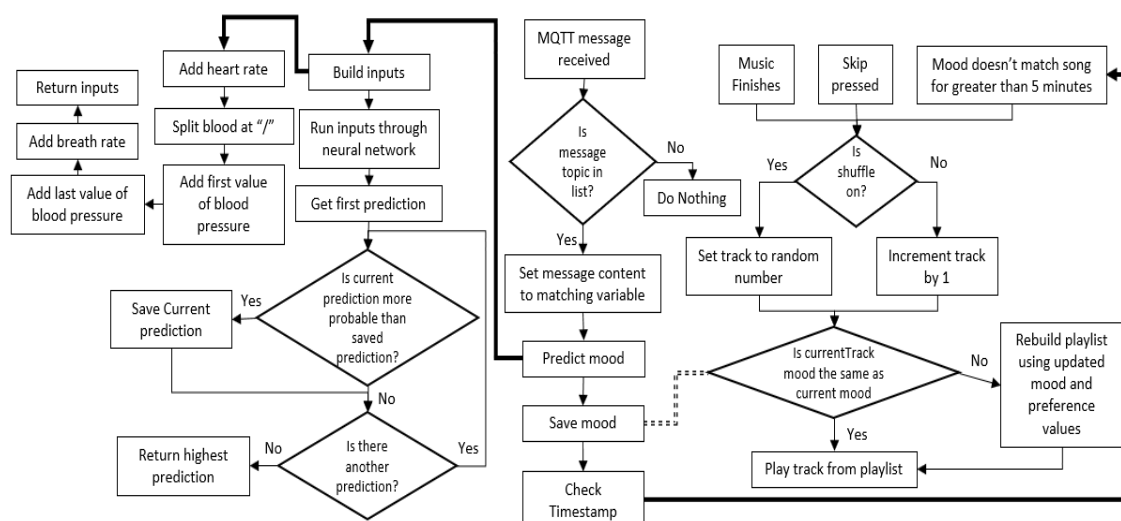 Return inputs
Add breath rate
Add last value of
blood pressure
Add heart rate
Split blood at “/”
Add first value
of blood
pressure
Build inputs
Run inputs through
neural network
Get first prediction
Is current
prediction more
probable than
saved
prediction?
Yes
Save Current
prediction
No
Is there
another
prediction?
No
Yes
Return highest
prediction
MQTT message
received
Is
message
topic in
list?
No
Do Nothing
Yes
Set message content
to matching variable
Predict mood
Save mood
Check
Timestamp
Music
Finishes
Skip
pressed
Mood doesn’t match song
for greater than 5 minutes
Is
shuffle
on?
Yes
No
Set track to random
number
Increment track
by 1
Is currentTrack
mood the same as
current mood
No
Rebuild playlist
using updated
mood and
preference
values
Yes
Play track from playlist